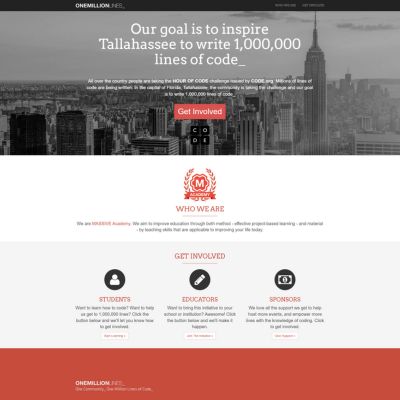 ONEMILLIONLINES_
WHO WE ARE GET INVOLVED
Our goal is to inspire
Tallahassee to write 1,000,000
lines of code_
All over the country people are taking the HOUR OF CODE challenge issued by CODE.org. Millions of lines
of code are being written. In the capital of Florida, Tallahassee, the community is taking the challenge and our goal
is to write 1,000,000 lines of code_
Get Involved
C O
D E
M
ACADEMY
WHO WE ARE
We are MASSIVE Academy. We aim to improve education through both method - effective project-based learning - and material -
by teaching skills that are applicable to improving your life today.
GET INVOLVED
STUDENTS
Want to learn how to code? Want to help
us get to 1,000,000 lines? Click the
button below and we'll let you know how
to get involved.
Start Learning >
EDUCATORS
Want to bring this initiative to your
school or institution? Awesome! Click
the button below and we'll make it
happen.
Join The Initiative >
SPONSORS
We love all the support we get to help
host more events, and empower more
lives with the knowledge of coding. Click
to get involved.
Give Support >
ONEMILLIONLINES_
One Community_ One Million Lines of Code_